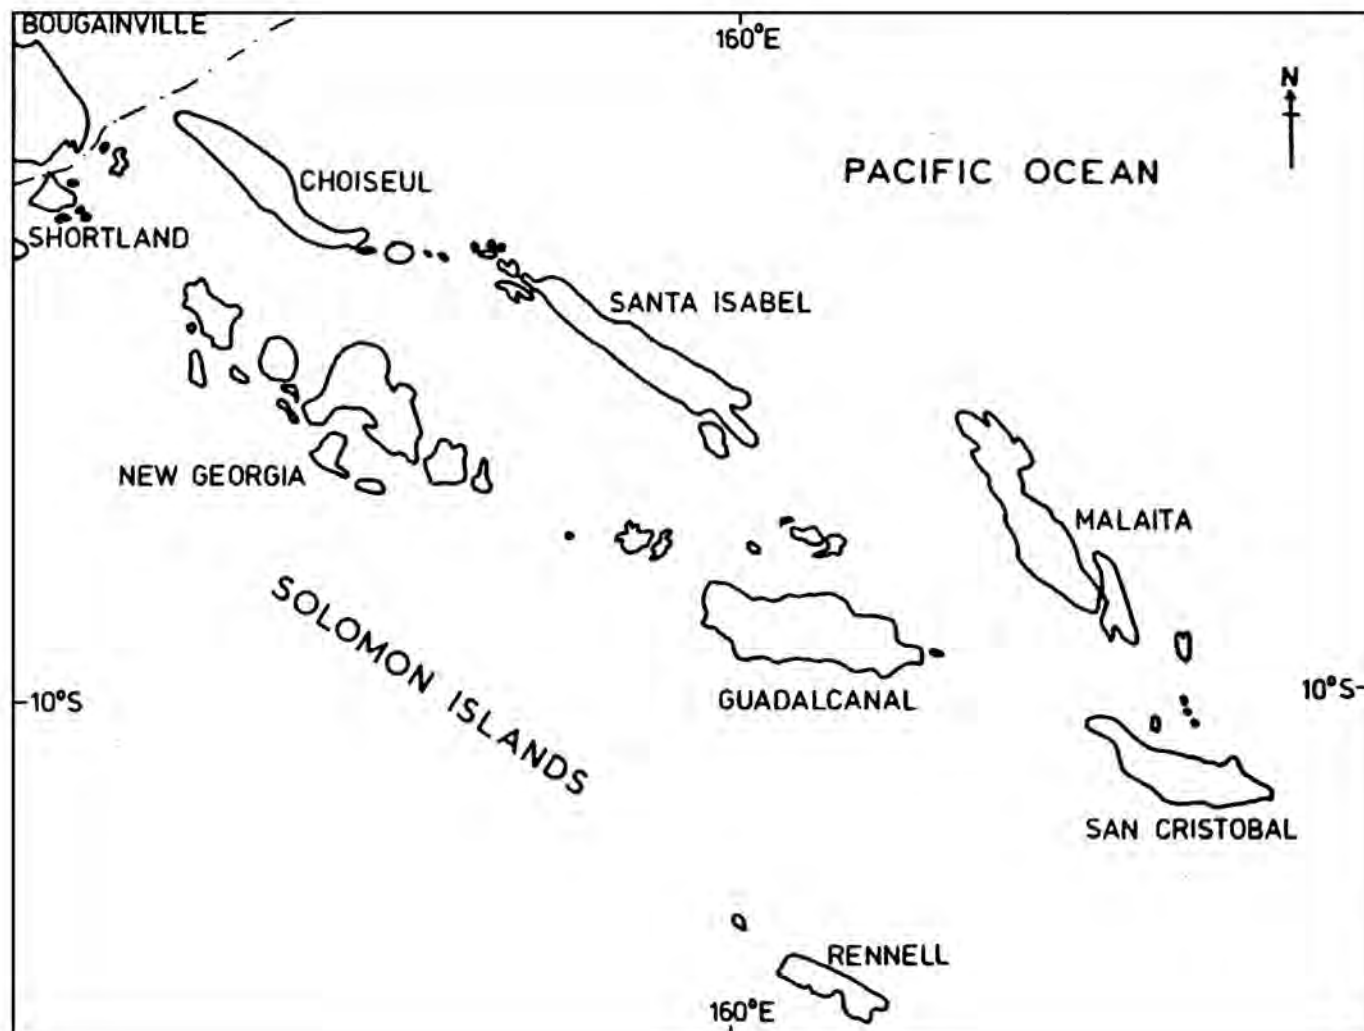 BOUGAINVILLE
160°E
N
PACIFIC OCEAN
CHOISEUL
SHORTLAND
SANTA ISABEL
NEW GEORGIA
MALAITA
SOLOMON ISLANDS
GUADALCANAL
10°S
10°S
SAN CRISTOBAL
RENNELL
160°E